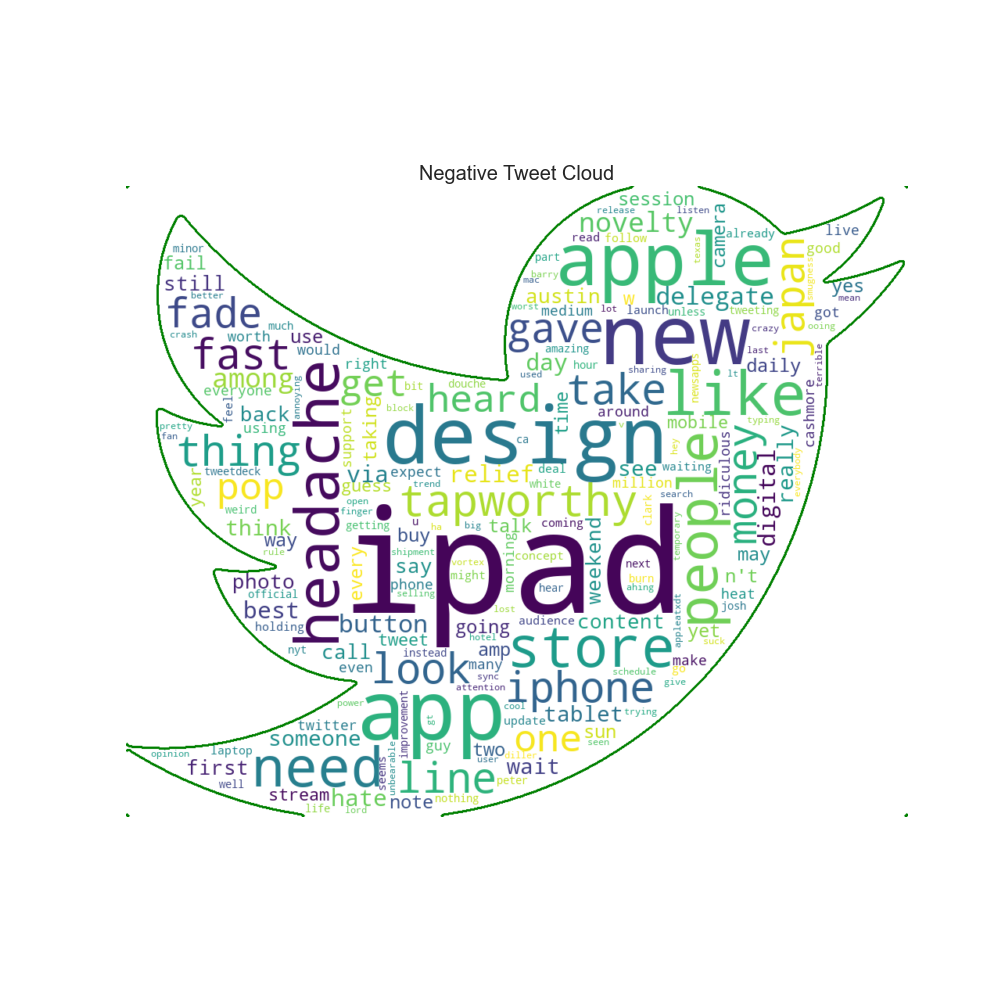 Negative Tweet Cloud
session
release
listen
novelty
camera
already
live
minor
read
follow
texas
good
fail
part
apple
japan
smugness
still
barry
mac
austin
w
delegate
yes
better
worst
medium
lot
launch
unless
tweeting
mean
fade
much
gave
new
got
ooing
crash
worth
use
amazing
crazy
fast
would
day
hour
last
daily
terrible
among
right
get
bit
douche
used
take
sharing
newsapps
lt
like
everyone
annoying
headache
heard
time
around
mobile
typing
cashmore
feel
back
using
support
taking
block
design
ca
v
hey
people
money
really
everybody
pretty
fan
thing
via
expect
relief
deal
see
waiting
ridiculous
digital
tweetdeck
year
pop
guess
trend
white
million
search
weird
open
finger
tapworthy
clark
may
think
getting
u
ha
big
talk
coming
weekend
temporary
n't
way
rule
every
buy
ipad
concept
next
heat
photo
official
shipment
say
vortex
might
morning
hear
burn
josh
best
phone
selling
ahing
holding
button
lost
going
audience
content
appleatxdt
yet
suck
nyt
call
tweet
hotel
amp
store
make
go
even
instead
look
many
sync
schedule
give
power
attention
iphone
improvement
app
gt
cool
update
tablet
trying
twitter
someone
guy
two
one
sun
seen
opinion
laptop
first
need
seems
unbearable
line
user
diller
wait
well
stream
hate
note
nothing
peter
life
lord